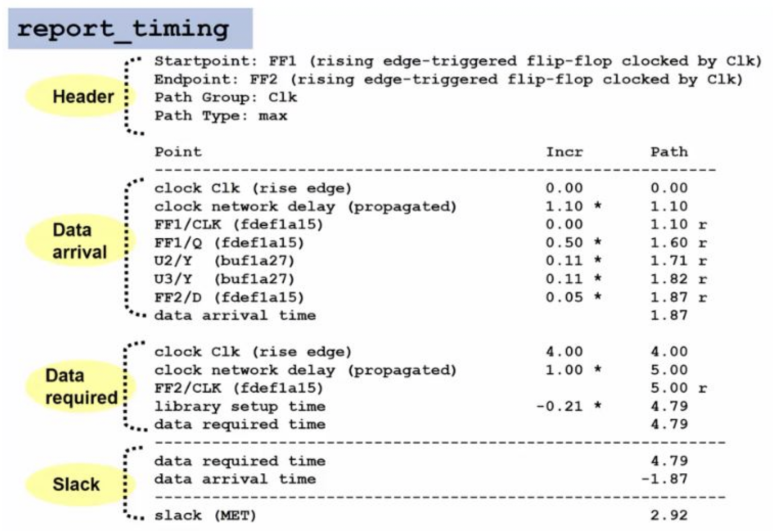 report_timing
Header
Startpoint: FF1 (rising edge-triggered flip-flop clocked by Clk)
Endpoint: FF2 (rising edge-triggered flip-flop clocked by Clk)
Path Group: Clk
Path Type: max
Point Incr Path
Data arrival
clock Clk (rise edge) 0.00 0.00
clock network delay (propagated) 1.10 * 1.10
FF1/CLK (fdef1a15) 0.00 1.10 r
FF1/Q (fdef1a15) 0.50 * 1.60 r
U2/Y (buf1a27) 0.11 * 1.71 r
U3/Y (buf1a27) 0.11 * 1.82 r
FF2/D (fdef1a15) 0.05 * 1.87 r
data arrival time 1.87
Data required
clock Clk (rise edge) 4.00 4.00
clock network delay (propagated) 1.00 * 5.00
FF2/CLK (fdef1a15) 5.00 r
library setup time -0.21 * 4.79
data required time 4.79
Slack
data required time 4.79
data arrival time -1.87
slack (MET) 2.92